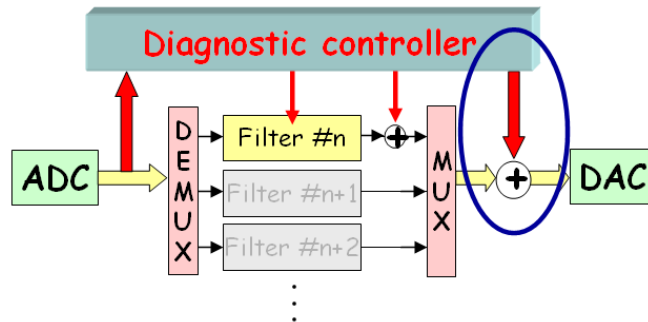 Diagnostic controller
ADC
DEMUX
Filter #n
+
Filter #n+1
Filter #n+2
MUX
+
DAC